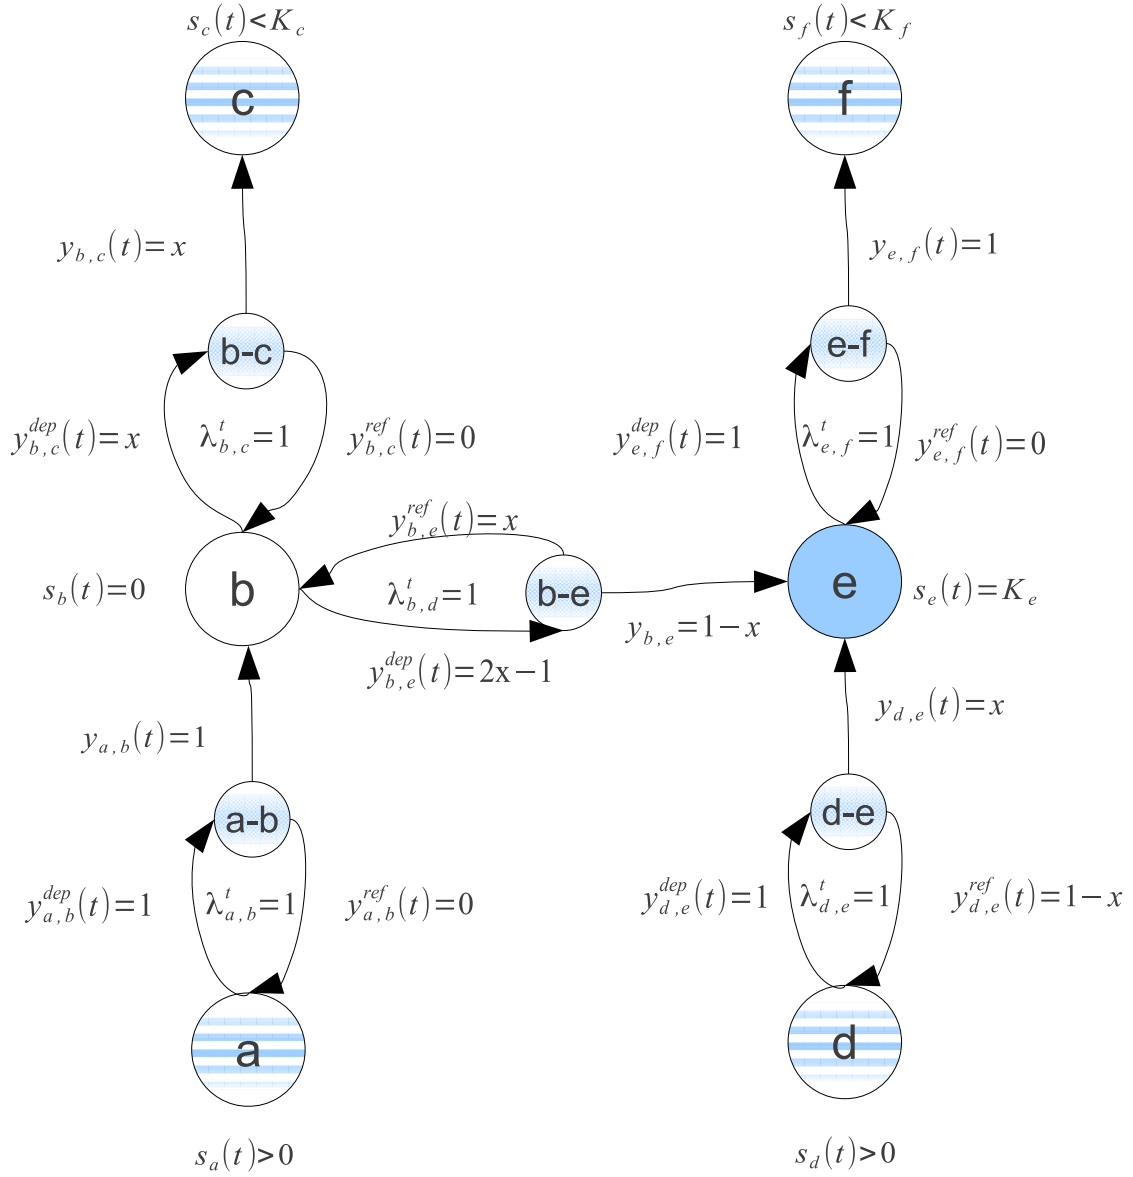 s_c(t)<K_c
s_f(t)<K_f
c
f
y_{b,c}(t)=x
y_{e,f}(t)=1
b-c
e-f
y^{dep}_{b,c}(t)=x
λ^t_{b,c}=1
y^{ref}_{b,c}(t)=0
y^{dep}_{e,f}(t)=1
λ^t_{e,f}=1
y^{ref}_{e,f}(t)=0
y^{ref}_{b,e}(t)=x
s_b(t)=0
b
λ^t_{b,d}=1
b-e
e
s_e(t)=K_e
y_{b,e}=1−x
y^{dep}_{b,e}(t)=2x−1
y_{a,b}(t)=1
y_{d,e}(t)=x
a-b
d-e
y^{dep}_{a,b}(t)=1
λ^t_{a,b}=1
y^{ref}_{a,b}(t)=0
y^{dep}_{d,e}(t)=1
λ^t_{d,e}=1
y^{ref}_{d,e}(t)=1−x
a
d
s_a(t)>0
s_d(t)>0